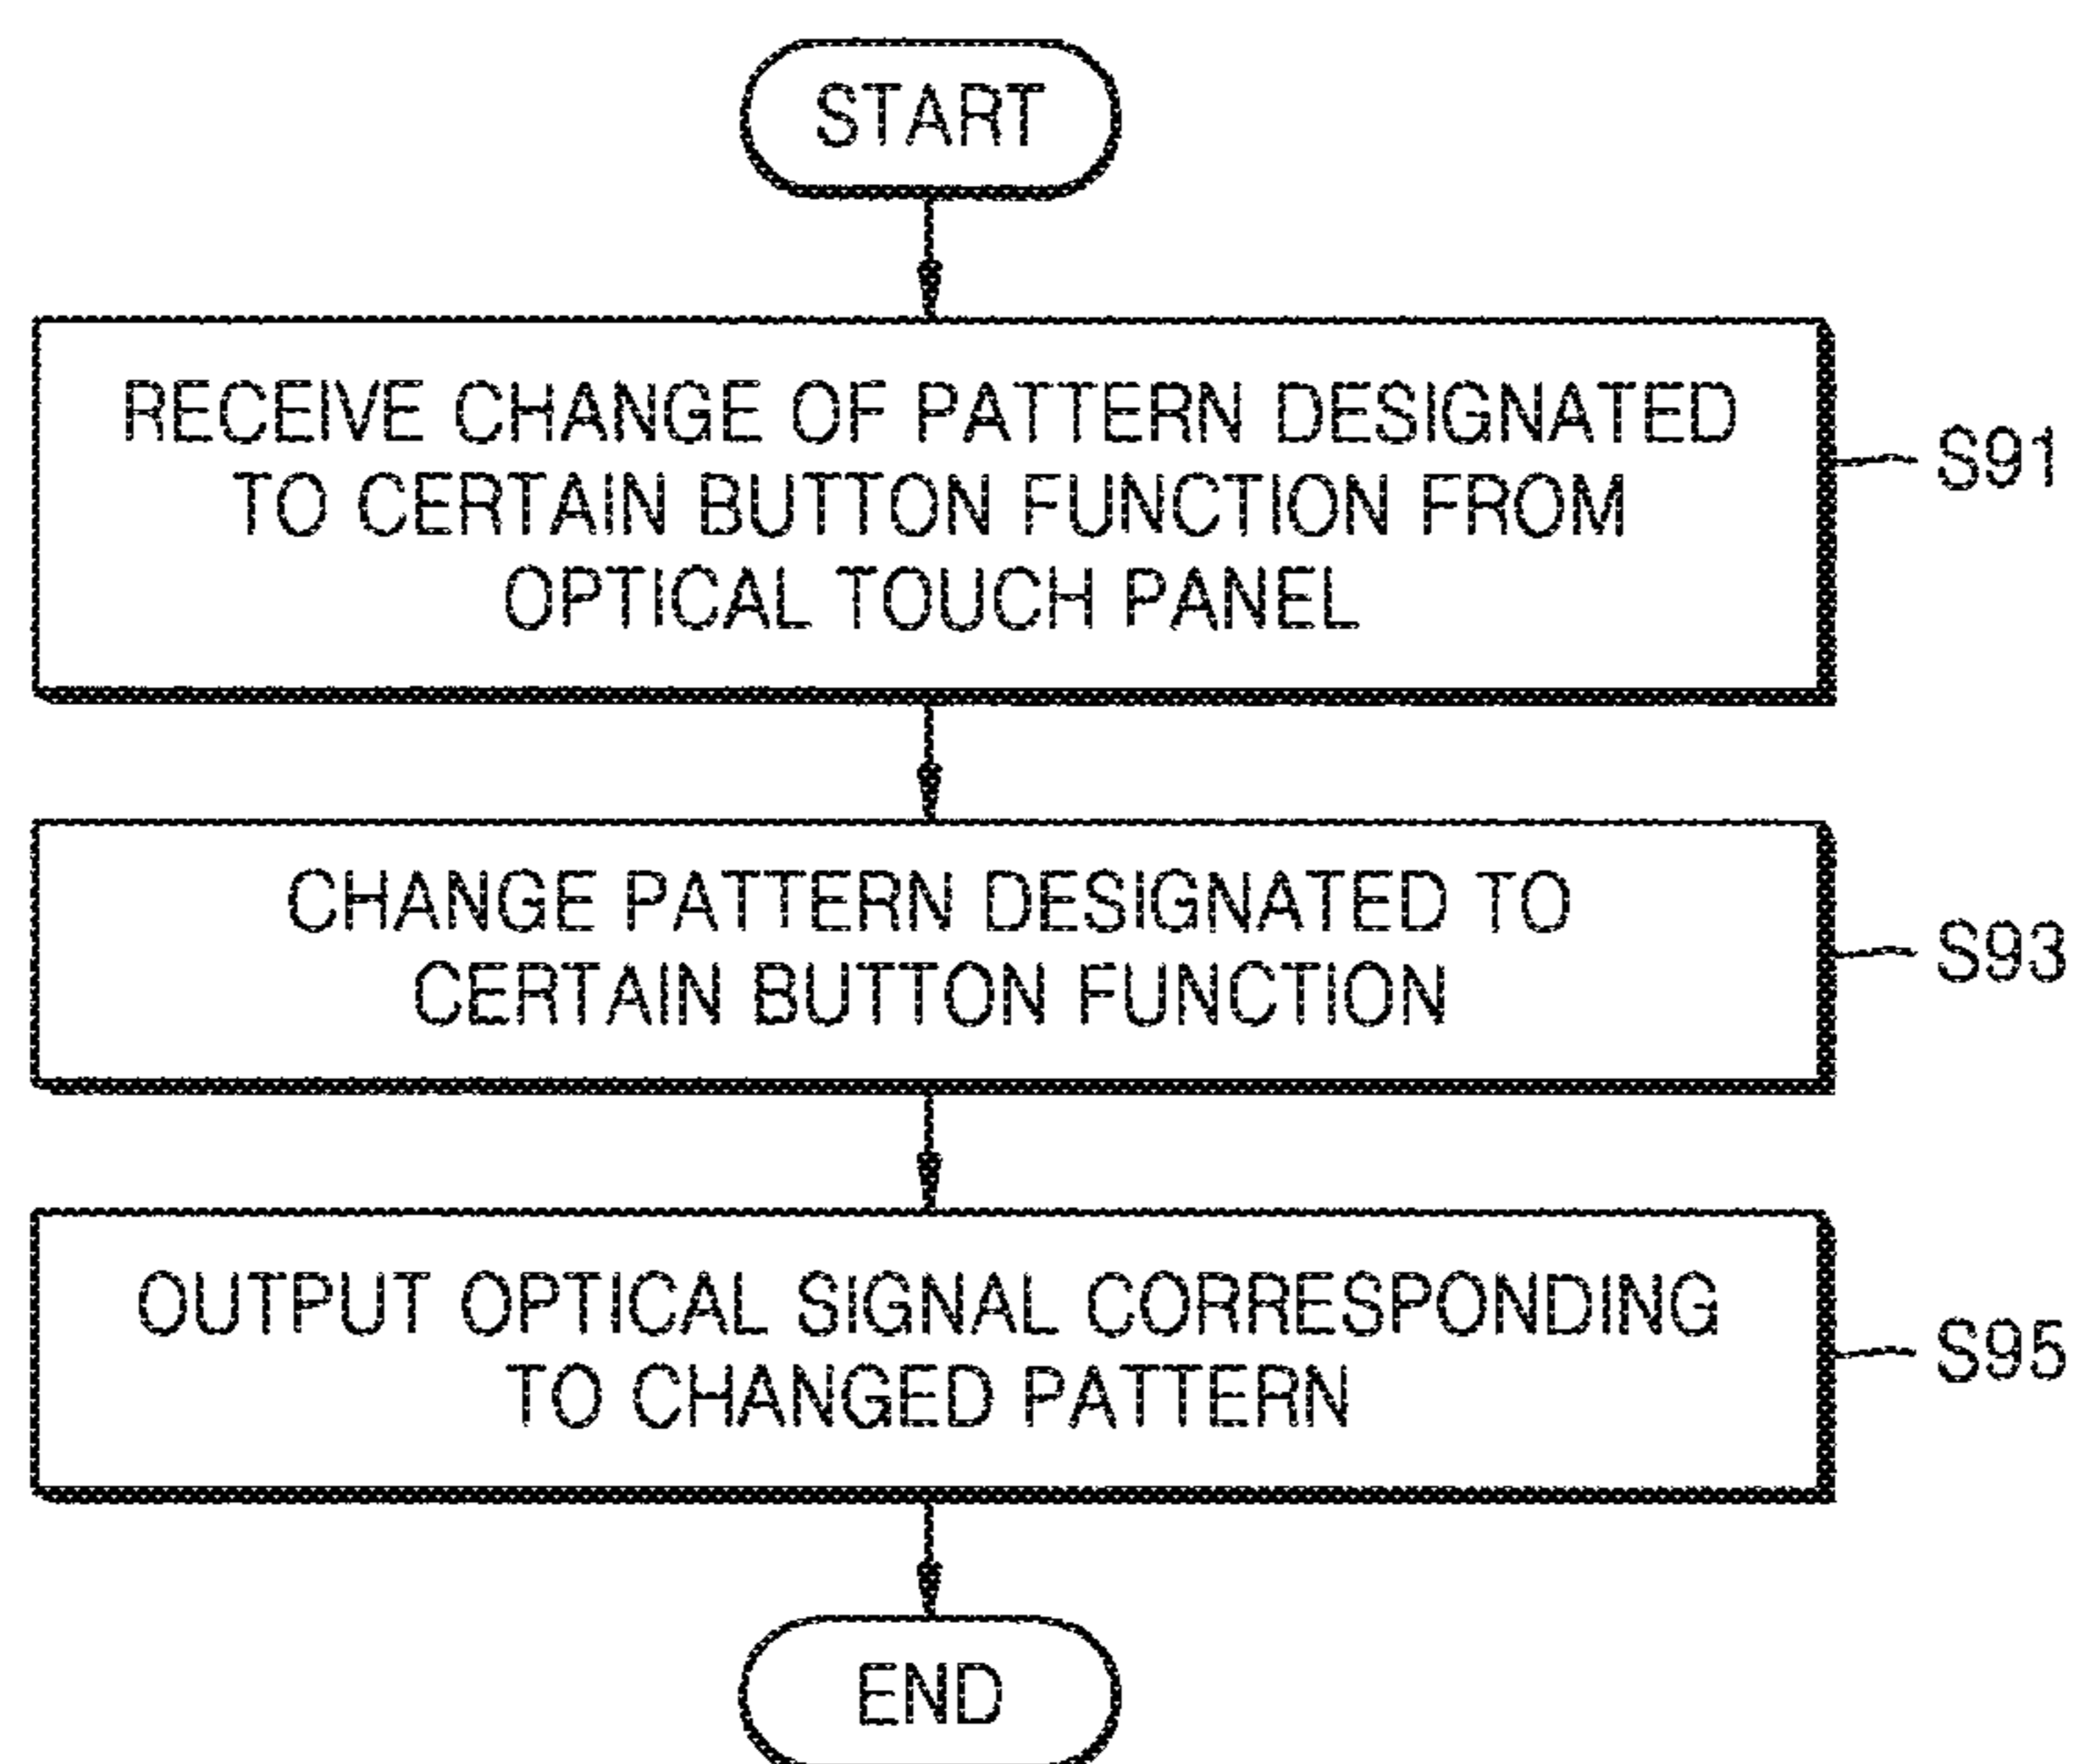 START
RECEIVE CHANGE OF PATTERN DESIGNATED
TO CERTAIN BUTTON FUNCTION FROM
OPTICAL TOUCH PANEL
S91
CHANGE PATTERN DESIGNATED TO
CERTAIN BUTTON FUNCTION
S93
OUTPUT OPTICAL SIGNAL CORRESPONDING
TO CHANGED PATTERN
S95
END